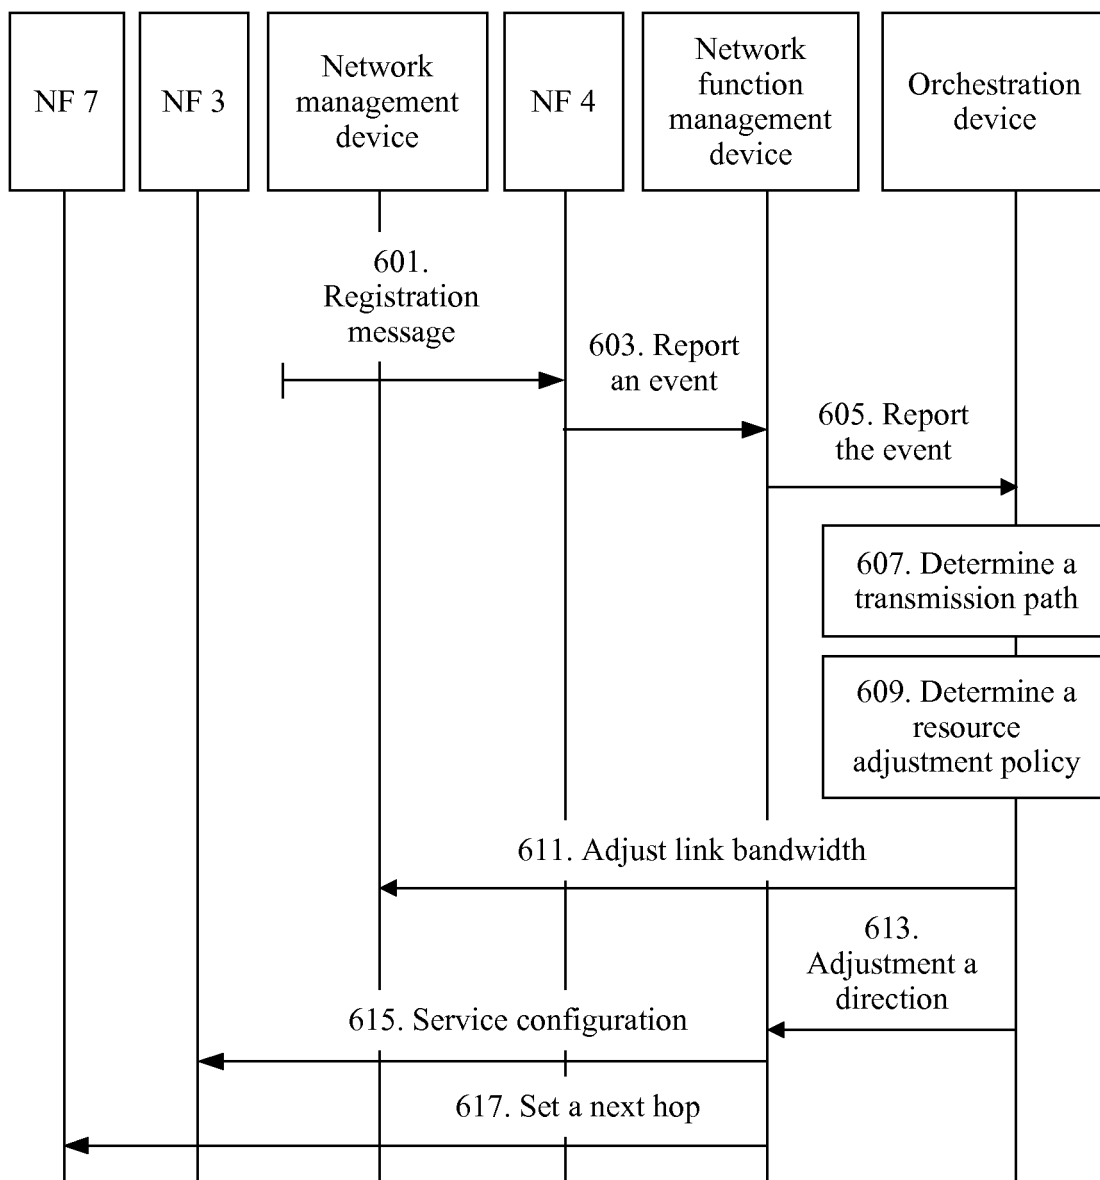 NF 7
NF 3
Network
management
device
NF 4
Network
function
management
device
Orchestration
device
601.
Registration
message
603. Report
an event
605. Report
the event
607. Determine a
transmission path
609. Determine a
resource
adjustment policy
611. Adjust link bandwidth
613.
Adjustment a
direction
615. Service configuration
617. Set a next hop